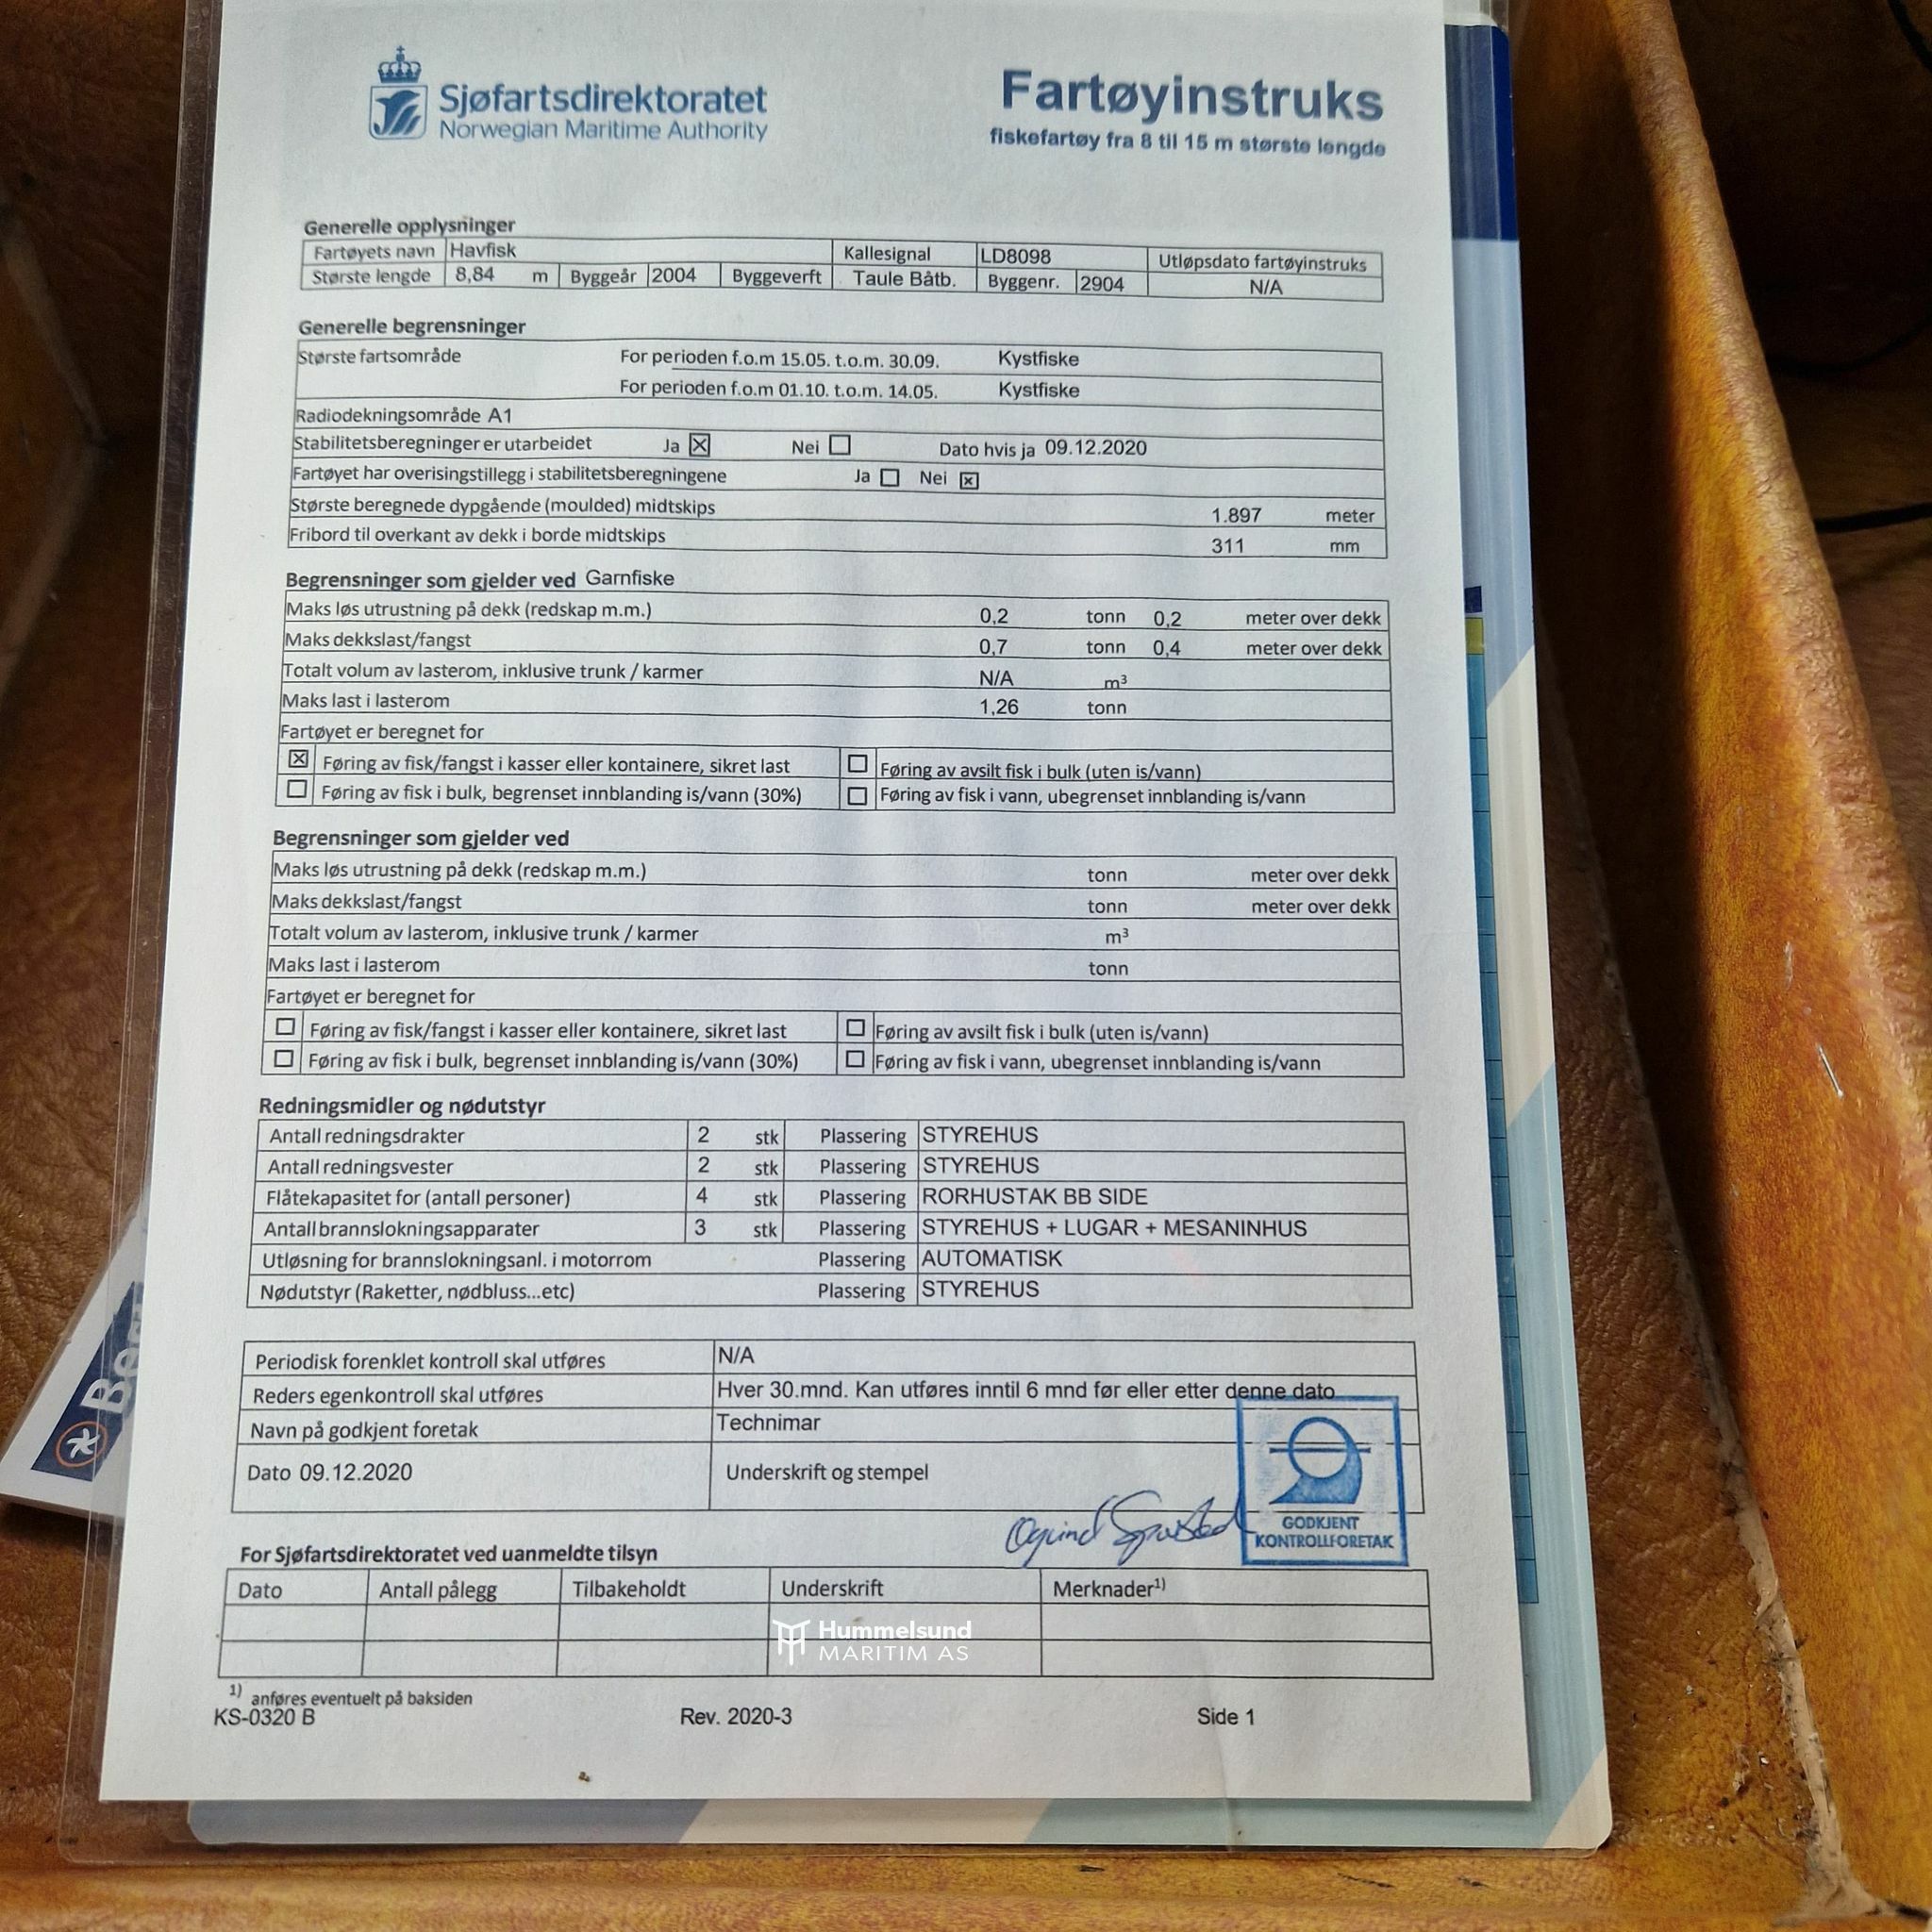 Sjøfartsdirektoratet
Norwegian Maritime Authority
Fartøyinstruks
fiskefartøy fra 8 til 15 m største lengde
Generelle opplysninger
Fartøyets navn Havfisk Kallesignal LD8098 Utløpsdato fartøyinstruks
Største lengde 8,84 m Byggeår 2004 Byggeverft Taule Båtb. Byggenr. 2904 N/A
Generelle begrensninger
Største fartsområde For perioden f.o.m 15.05. t.o.m. 30.09. Kystfiske
For perioden f.o.m 01.10. t.o.m. 14.05. Kystfiske
Radiodekningsområde A1
Stabilitetsberegninger er utarbeidet Ja ☒ Nei ☐ Dato hvis ja 09.12.2020
Fartøyet har overisingstillegg i stabilitetsberegningene Ja ☐ Nei ☒
Største beregnede dypgående (moulded) midtskips 1.897 meter
Fribord til overkant av dekk i borde midtskips 311 mm
Begrensninger som gjelder ved Garnfiske
Maks løs utrustning på dekk (redskap m.m.) 0,2 tonn 0,2 meter over dekk
Maks dekkslast/fangst 0,7 tonn 0,4 meter over dekk
Totalt volum av lasterom, inklusive trunk / karmer N/A m³
Maks last i lasterom 1,26 tonn
Fartøyet er beregnet for
☒ Føring av fisk/fangst i kasser eller kontainere, sikret last ☐ Føring av avsilt fisk i bulk (uten is/vann)
☐ Føring av fisk i bulk, begrenset innblanding is/vann (30%) ☐ Føring av fisk i vann, ubegrenset innblanding is/vann
Begrensninger som gjelder ved
Maks løs utrustning på dekk (redskap m.m.) tonn meter over dekk
Maks dekkslast/fangst tonn meter over dekk
Totalt volum av lasterom, inklusive trunk / karmer m³
Maks last i lasterom tonn
Fartøyet er beregnet for
☐ Føring av fisk/fangst i kasser eller kontainere, sikret last ☐ Føring av avsilt fisk i bulk (uten is/vann)
☐ Føring av fisk i bulk, begrenset innblanding is/vann (30%) ☐ Føring av fisk i vann, ubegrenset innblanding is/vann
Redningsmidler og nødutstyr
Antall redningsdrakter 2 stk Plassering STYREHUS
Antall redningsvester 2 stk Plassering STYREHUS
Flåtekapasitet for (antall personer) 4 stk Plassering RORHUSTAK BB SIDE
Antall brannslokningsapparater 3 stk Plassering STYREHUS + LUGAR + MESANINHUS
Utløsning for brannslokningsanl. i motorrom Plassering AUTOMATISK
Nødutstyr (Raketter, nødbluss...etc) Plassering STYREHUS
Periodisk forenklet kontroll skal utføres N/A
Reders egenkontroll skal utføres Hver 30.mnd. Kan utføres inntil 6 mnd før eller etter denne dato
Navn på godkjent foretak Technimar
Dato 09.12.2020 Underskrift og stempel
GODKJENT
KONTROLLFORETAK
For Sjøfartsdirektoratet ved uanmeldte tilsyn
Dato Antall pålegg Tilbakeholdt Underskrift Merknader¹⁾
Hummelsund
MARITIM AS
¹⁾ anføres eventuelt på baksiden
KS-0320 B Rev. 2020-3 Side 1